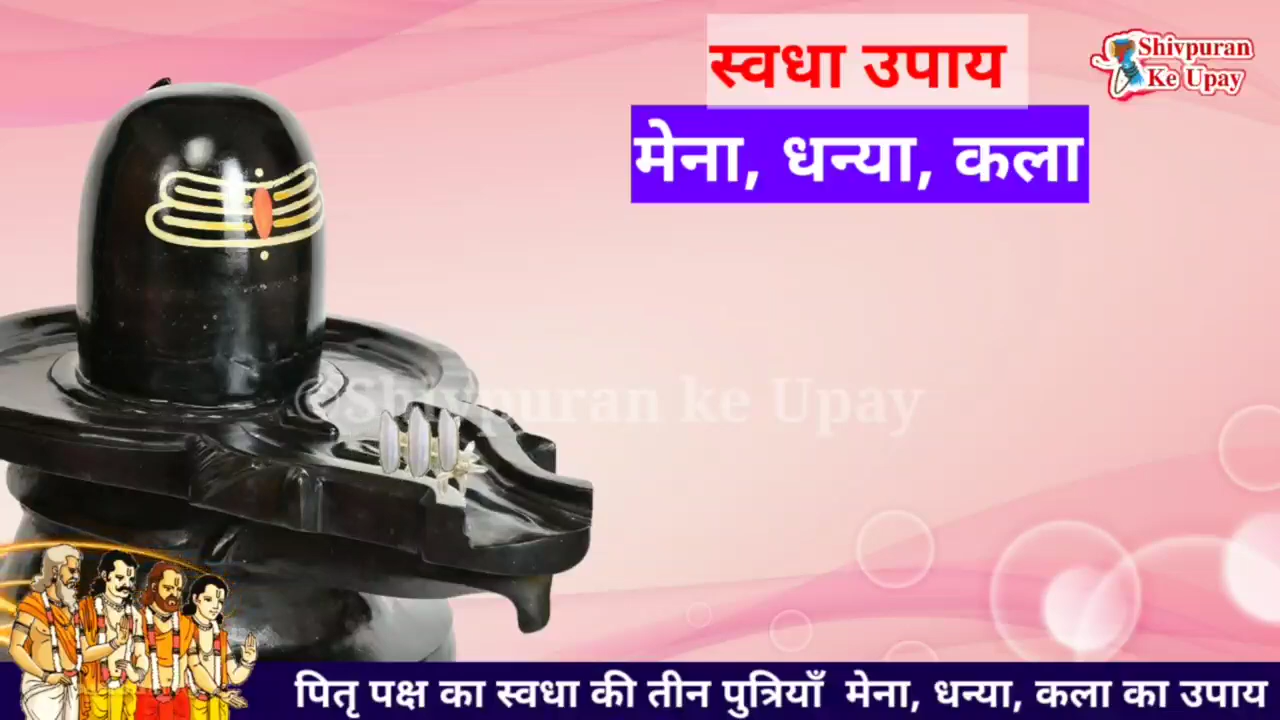 स्वधा उपाय
Shivpuran
Ke Upay
मेना, धन्या, कला
©Shivpuran ke Upay
पितृ पक्ष का स्वधा की तीन पुत्रियाँ मेना, धन्या, कला का उपाय